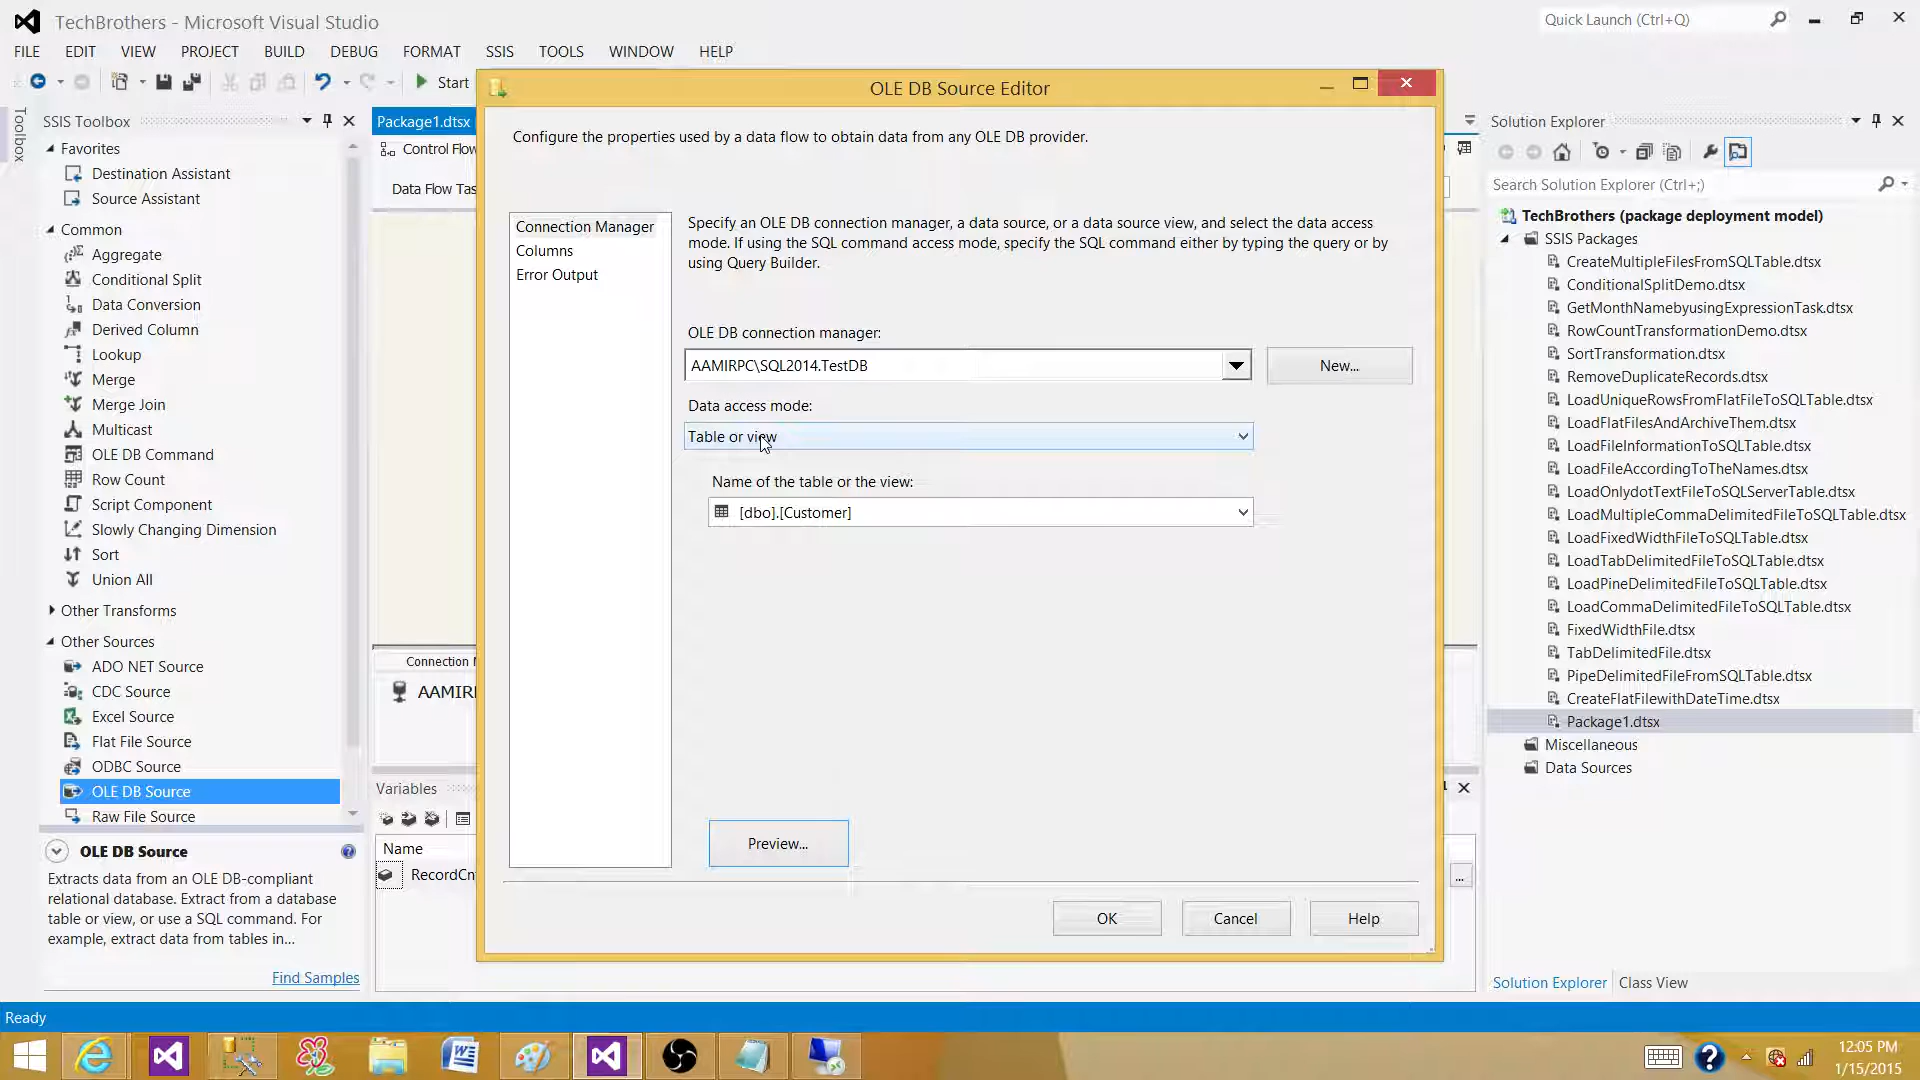 TechBrothers - Microsoft Visual Studio
Quick Launch (Ctrl+Q)
FILE EDIT VIEW PROJECT BUILD DEBUG FORMAT SSIS TOOLS WINDOW HELP
Start
Toolbox
SSIS Toolbox
Favorites
Destination Assistant
Source Assistant
Common
Aggregate
Conditional Split
Data Conversion
Derived Column
Lookup
Merge
Merge Join
Multicast
OLE DB Command
Row Count
Script Component
Slowly Changing Dimension
Sort
Union All
Other Transforms
Other Sources
ADO NET Source
CDC Source
Excel Source
Flat File Source
ODBC Source
OLE DB Source
Raw File Source
OLE DB Source
Extracts data from an OLE DB-compliant
relational database. Extract from a database
table or view, or use a SQL command. For
example, extract data from tables in...
Find Samples
Package1.dtsx
Control Flow
Data Flow Tas
Connection
AAMIRP
Variables
Name
RecordCn
...
OLE DB Source Editor
Configure the properties used by a data flow to obtain data from any OLE DB provider.
Connection Manager
Columns
Error Output
Specify an OLE DB connection manager, a data source, or a data source view, and select the data access
mode. If using the SQL command access mode, specify the SQL command either by typing the query or by
using Query Builder.
OLE DB connection manager:
AAMIRPC\SQL2014.TestDB
New...
Data access mode:
Table or view
Name of the table or the view:
[dbo].[Customer]
Preview...
OK Cancel Help
Solution Explorer
Search Solution Explorer (Ctrl+;)
TechBrothers (package deployment model)
SSIS Packages
CreateMultipleFilesFromSQLTable.dtsx
ConditionalSplitDemo.dtsx
GetMonthNamebyusingExpressionTask.dtsx
RowCountTransformationDemo.dtsx
SortTransformation.dtsx
RemoveDuplicateRecords.dtsx
LoadUniqueRowsFromFlatFileToSQLTable.dtsx
LoadFlatFilesAndArchiveThem.dtsx
LoadFileInformationToSQLTable.dtsx
LoadFileAccordingToTheNames.dtsx
LoadOnlydotTextFileToSQLServerTable.dtsx
LoadMultipleCommaDelimitedFileToSQLTable.dtsx
LoadFixedWidthFileToSQLTable.dtsx
LoadTabDelimitedFileToSQLTable.dtsx
LoadPineDelimitedFileToSQLTable.dtsx
LoadCommaDelimitedFileToSQLTable.dtsx
FixedWidthFile.dtsx
TabDelimitedFile.dtsx
PipeDelimitedFileFromSQLTable.dtsx
CreateFlatFilewithDateTime.dtsx
Package1.dtsx
Miscellaneous
Data Sources
Solution Explorer Class View
Ready
12:05 PM
1/15/2015